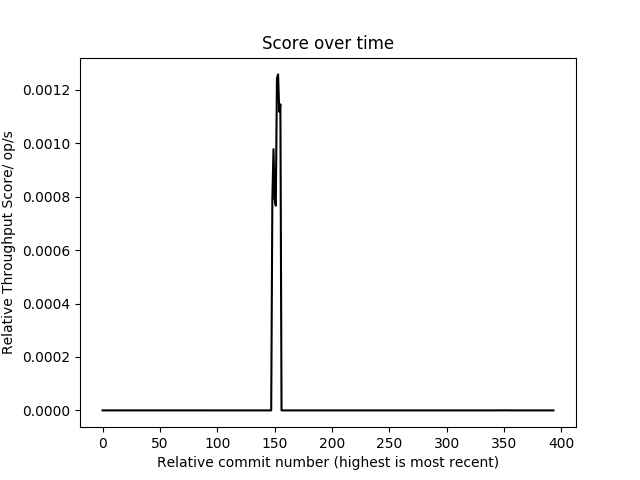 Score over time
Relative Throughput Score/ op/s
0.0012
0.0010
0.0008
0.0006
0.0004
0.0002
0.0000
0 50 100 150 200 250 300 350 400
Relative commit number (highest is most recent)